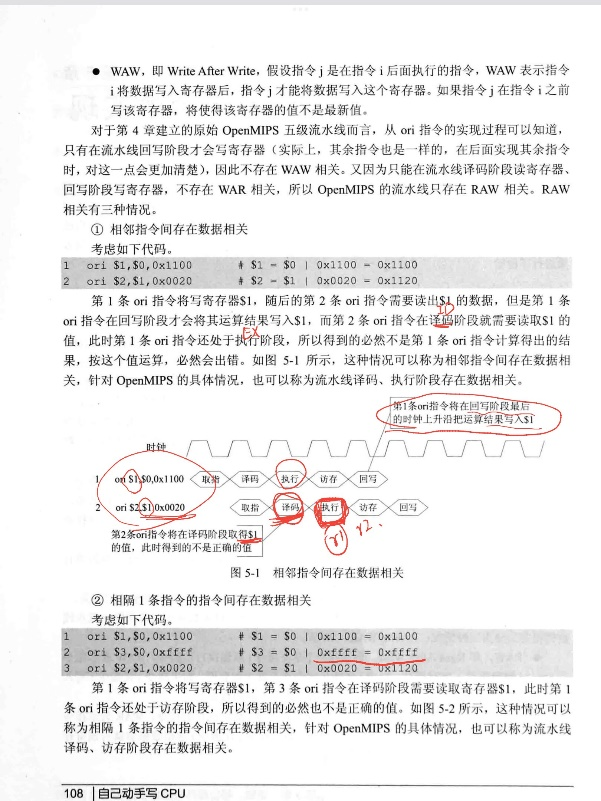 ● WAW，即 Write After Write，假设指令 j 是在指令 i 后面执行的指令，WAW 表示指令
i 将数据写入寄存器后，指令 j 才能将数据写入这个寄存器。如果指令 j 在指令 i 之前
写该寄存器，将使得该寄存器的值不是最新值。
对于第 4 章建立的原始 OpenMIPS 五级流水线而言，从 ori 指令的实现过程可以知道，
只有在流水线回写阶段才会写寄存器（实际上，其余指令也是一样的，在后面实现其余指令
时，对这一点会更加清楚），因此不存在 WAW 相关。又因为只能在流水线译码阶段读寄存器、
回写阶段写寄存器，不存在 WAR 相关，所以 OpenMIPS 的流水线只存在 RAW 相关。RAW
相关有三种情况。
① 相邻指令间存在数据相关
考虑如下代码。
1 ori $1,$0,0x1100 # $1 = $0 | 0x1100 = 0x1100
2 ori $2,$1,0x0020 # $2 = $1 | 0x0020 = 0x1120
第 1 条 ori 指令将写寄存器$1，随后的第 2 条 ori 指令需要读出$1 的数据，但是第 1 条
ID
ori 指令在回写阶段才会将其运算结果写入$1，而第 2 条 ori 指令在译码阶段就需要读取$1 的
EX
值，此时第 1 条 ori 指令还处于执行阶段，所以得到的必然不是第 1 条 ori 指令计算得出的结
果，按这个值运算，必然会出错。如图 5-1 所示，这种情况可以称为相邻指令间存在数据相
关，针对 OpenMIPS 的具体情况，也可以称为流水线译码、执行阶段存在数据相关。
第1条ori指令将在回写阶段最后
的时钟上升沿把运算结果写入$1
时钟
1 ori $1,$0,0x1100 取指 译码 执行 访存 回写
2 ori $2,$1,0x0020 取指 译码 执行 访存 回写
第2条ori指令将在译码阶段取得$1
的值，此时得到的不是正确的值
r1 r2.
图 5-1 相邻指令间存在数据相关
② 相隔 1 条指令的指令间存在数据相关
考虑如下代码。
1 ori $1,$0,0x1100 # $1 = $0 | 0x1100 = 0x1100
2 ori $3,$0,0xffff # $3 = $0 | 0xffff = 0xffff
3 ori $2,$1,0x0020 # $2 = $1 | 0x0020 = 0x1120
第 1 条 ori 指令将写寄存器$1，第 3 条 ori 指令在译码阶段需要读取寄存器$1，此时第 1
条 ori 指令还处于访存阶段，所以得到的必然也不是正确的值。如图 5-2 所示，这种情况可以
称为相隔 1 条指令的指令间存在数据相关，针对 OpenMIPS 的具体情况，也可以称为流水线
译码、访存阶段存在数据相关。
108 | 自己动手写 CPU